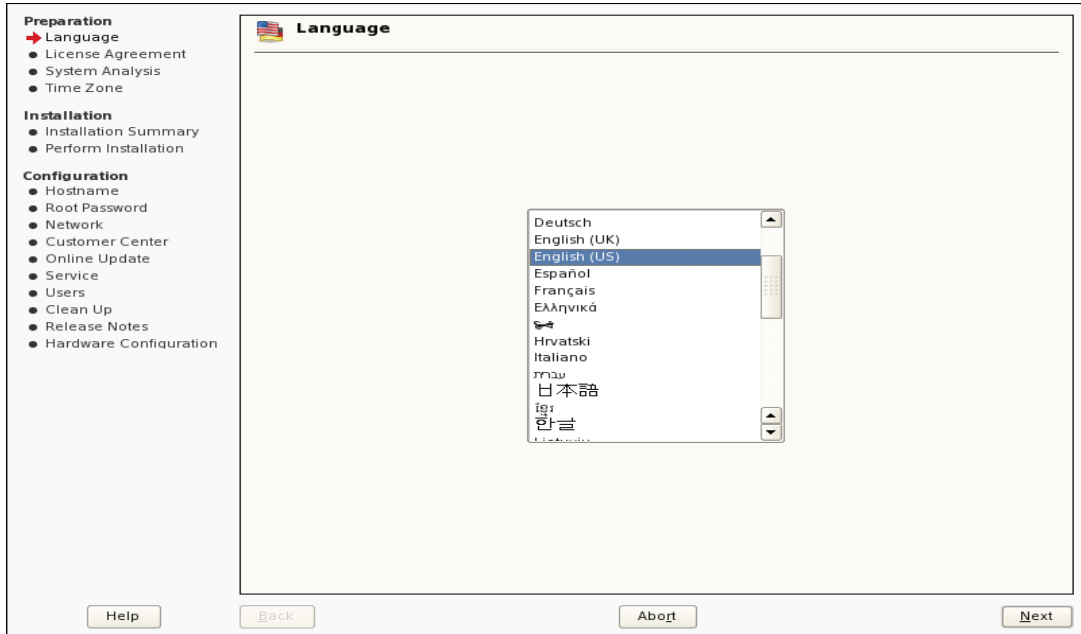 Preparation
Language
License Agreement
System Analysis
Time Zone
Installation
Installation Summary
Perform Installation
Configuration
Hostname
Root Password
Network
Customer Center
Online Update
Service
Users
Clean Up
Release Notes
Hardware Configuration
Language
Deutsch
English (UK)
English (US)
Español
Français
Ελληνικά
Hrvatski
Italiano
עברית
日本語
ខ្មែរ
한글
Help
Back
Abort
Next